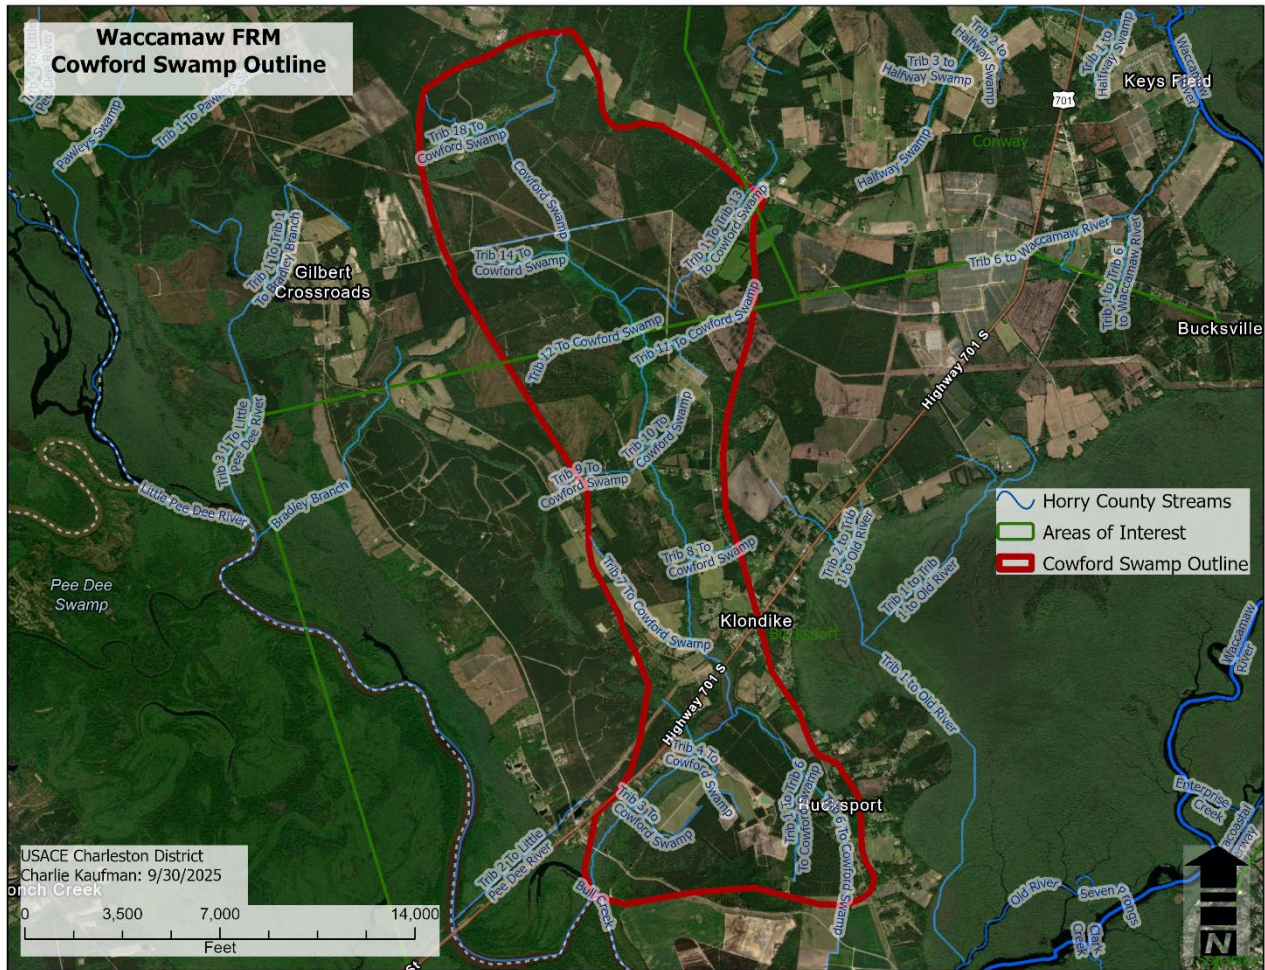 Waccamaw FRM
Cowford Swamp Outline
Pee Dee River
Pawleys Swamp
Trib 1 To Pawleys
Trib 18 To
Cowford Swamp
Cowford Swamp
Trib 14 To
Cowford Swamp
Trib 1 To Trib 13
To Cowford Swamp
Trib 3 to
Halfway Swamp
Trib 2 to
Halfway Swamp
Trib 1 to
Halfway Swamp
Waccamaw
River
Keys Field
701
Conway
Halfway Swamp
Trib 6 to Waccamaw River
Trib 1 to Trib 6
to Waccamaw River
Bucksville
Trib 1 To Trib 1
To Bradley Branch
Gilbert
Crossroads
Trib 12 To Cowford Swamp
Trib 11 To Cowford Swamp
Highway 701 S
Trib 3 To Little
Pee Dee River
Trib 10 To
Cowford Swamp
Trib 9 To
Cowford Swamp
Little Pee Dee River
Bradley Branch
Horry County Streams
Areas of Interest
Cowford Swamp Outline
Trib 8 To
Cowford Swamp
Trib 2 to Trib
1 to Old River
Trib 1 to Trib
1 to Old River
Pee Dee
Swamp
Trib 7 To Cowford Swamp
Klondike
Bucksport
Waccamaw
River
Trib 1 to Old River
Highway 701 S
Trib 4 To
Cowford Swamp
Trib 3 To
Cowford Swamp
Trib 1 To Trib 6
To Cowford Swamp
Trib 6 To Cowford Swamp
Bucksport
Enterprise
Creek
Trib 2 To Little
Pee Dee River
Bull Creek
Old River
Seven Prongs
Clark
Creek
USACE Charleston District
Charlie Kaufman: 9/30/2025
Creek
0 3,500 7,000 14,000
Feet
N